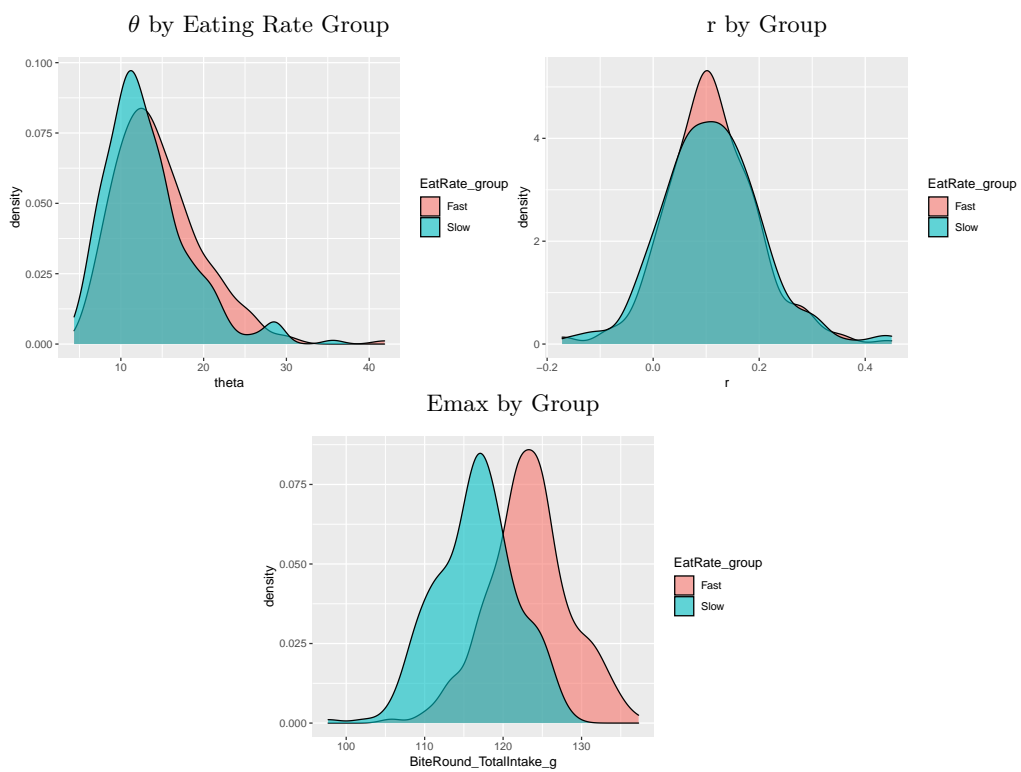 θ by Eating Rate Group
0.100
0.075
0.050
0.025
0.000
density
10 20 30 40
theta
EatRate_group
Fast
Slow
r by Group
4
2
0
density
−0.2 0.0 0.2 0.4
r
EatRate_group
Fast
Slow
Emax by Group
0.075
0.050
0.025
0.000
density
100 110 120 130
BiteRound_TotalIntake_g
EatRate_group
Fast
Slow